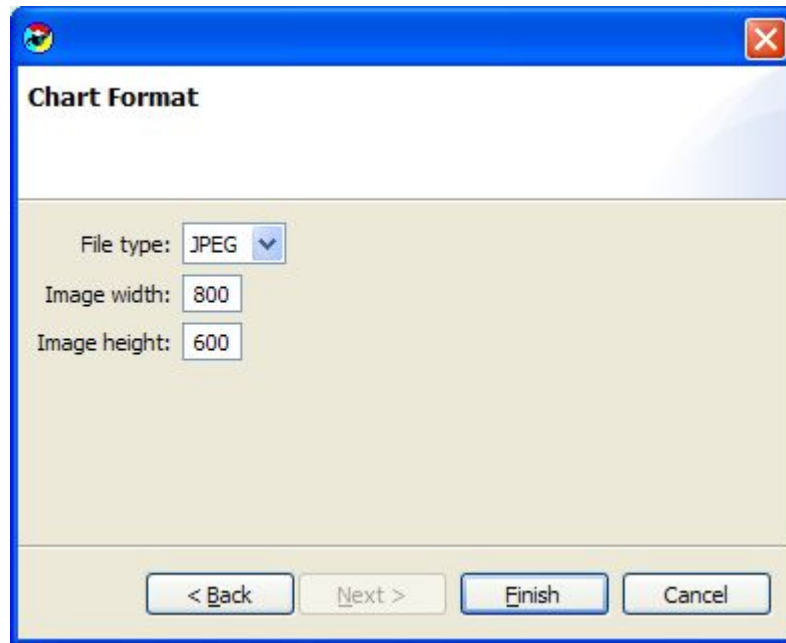 Chart Format
File type: JPEG
Image width: 800
Image height: 600
< Back Next > Finish Cancel